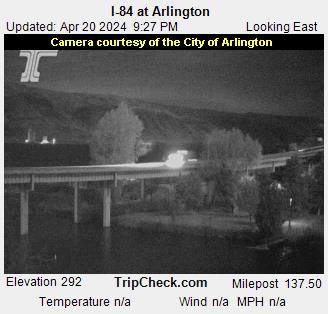 I-84 at Arlington
Updated: Apr 20 2024 9:27 PM Looking East
Camera courtesy of the City of Arlington
Elevation 292 TripCheck.com Milepost 137.50
Temperature n/a Wind n/a MPH n/a